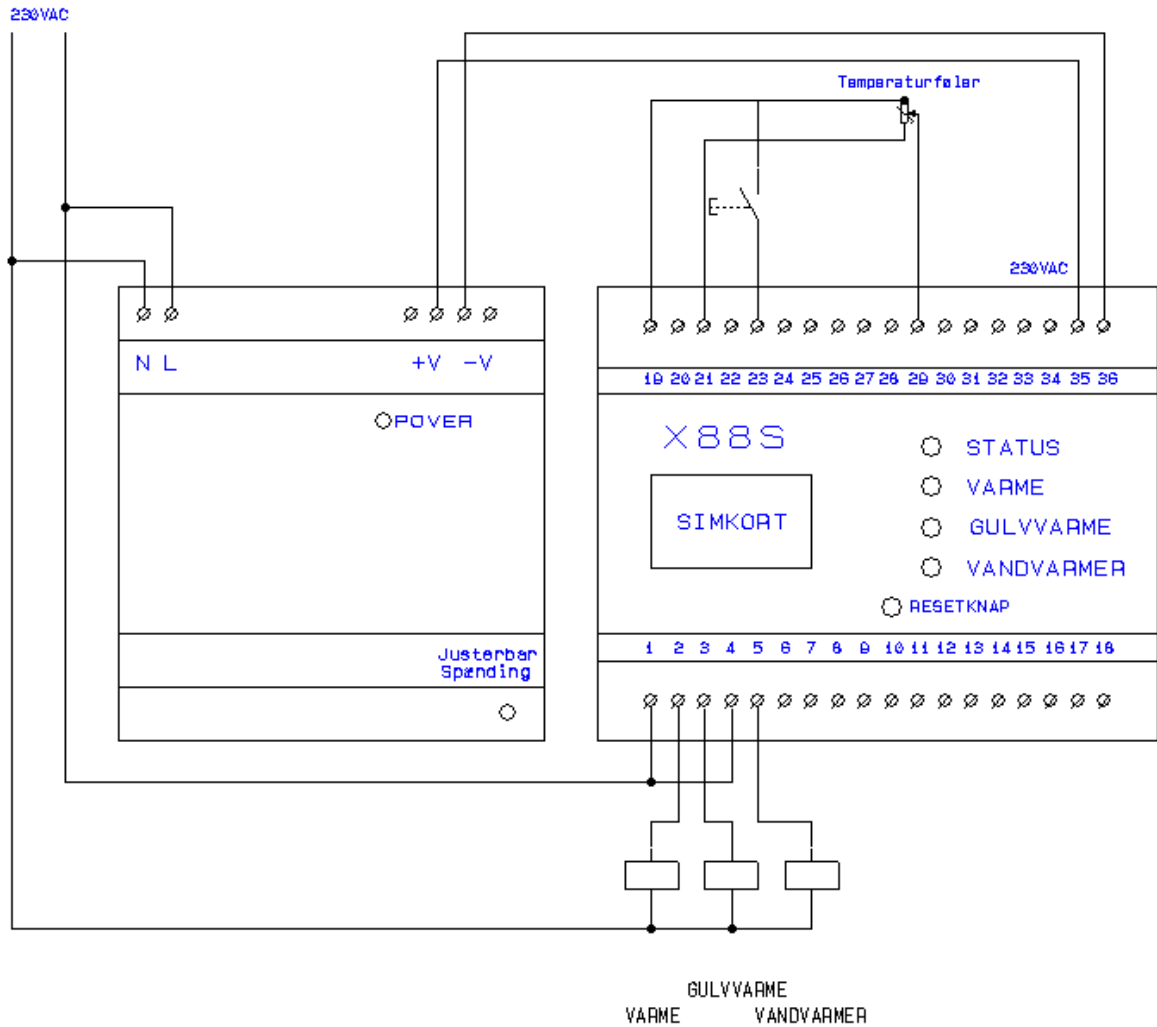 230VAC
Temperaturføler
230VAC
N L
+V -V
19 20 21 22 23 24 25 26 27 28 29 30 31 32 33 34 35 36
POVER
X88S
STATUS
VARME
SIMKORT
GULVVARME
VANDVARMER
RESETKNAP
Justerbar
Spænding
1 2 3 4 5 6 7 8 9 10 11 12 13 14 15 16 17 18
GULVVARME
VARME
VANDVARMER